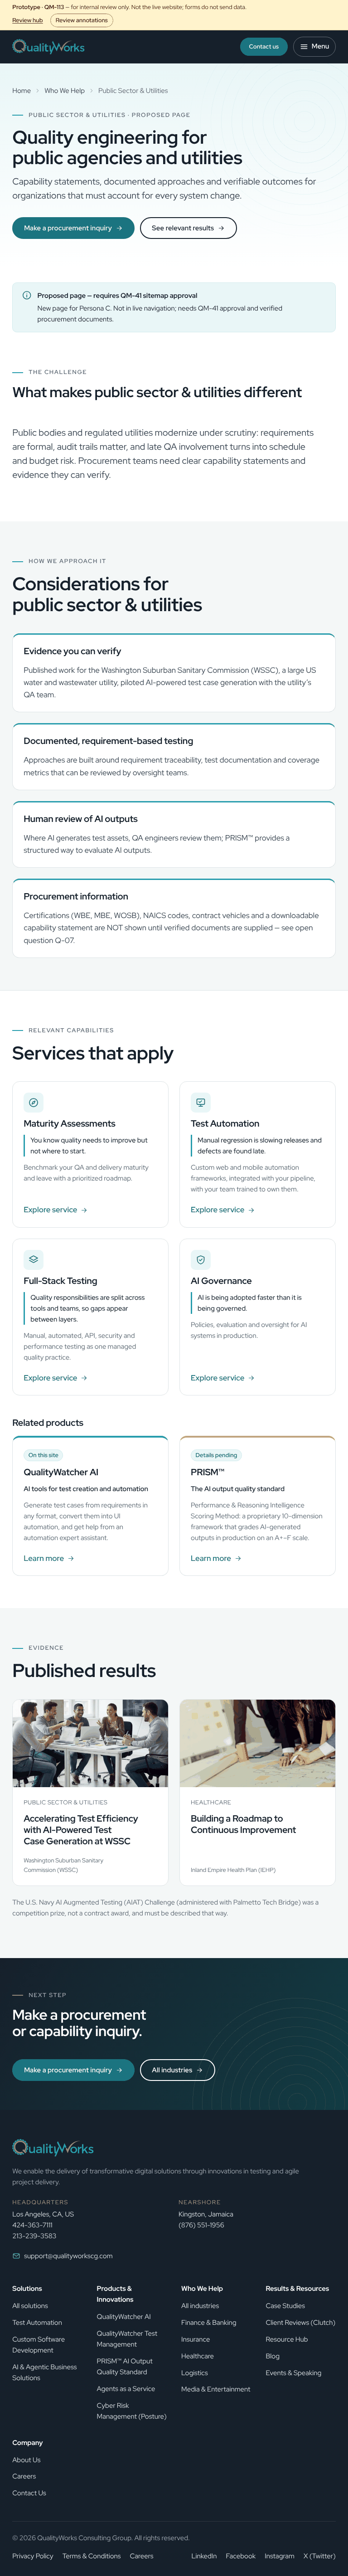 Prototype · QM-113 — for internal review only. Not the live website; forms do not send data.
Review hub
Review annotations
QualityWorks
Contact us
Menu
Home > Who We Help > Public Sector & Utilities
PUBLIC SECTOR & UTILITIES · PROPOSED PAGE
Quality engineering for
public agencies and utilities
Capability statements, documented approaches and verifiable outcomes for
organizations that must account for every system change.
Make a procurement inquiry →
See relevant results →
Proposed page — requires QM-41 sitemap approval
New page for Persona C. Not in live navigation; needs QM-41 approval and verified
procurement documents.
THE CHALLENGE
What makes public sector & utilities different
Public bodies and regulated utilities modernize under scrutiny: requirements
are formal, audit trails matter, and late QA involvement turns into schedule
and budget risk. Procurement teams need clear capability statements and
evidence they can verify.
HOW WE APPROACH IT
Considerations for
public sector & utilities
Evidence you can verify
Published work for the Washington Suburban Sanitary Commission (WSSC), a large US
water and wastewater utility, piloted AI-powered test case generation with the utility's
QA team.
Documented, requirement-based testing
Approaches are built around requirement traceability, test documentation and coverage
metrics that can be reviewed by oversight teams.
Human review of AI outputs
Where AI generates test assets, QA engineers review them; PRISM™ provides a
structured way to evaluate AI outputs.
Procurement information
Certifications (WBE, MBE, WOSB), NAICS codes, contract vehicles and a downloadable
capability statement are NOT shown until verified documents are supplied — see open
question Q-07.
RELEVANT CAPABILITIES
Services that apply
Maturity Assessments
You know quality needs to improve but
not where to start.
Benchmark your QA and delivery maturity
and leave with a prioritized roadmap.
Explore service →
Test Automation
Manual regression is slowing releases and
defects are found late.
Custom web and mobile automation
frameworks, integrated with your pipeline,
with your team trained to own them.
Explore service →
Full-Stack Testing
Quality responsibilities are split across
tools and teams, so gaps appear
between layers.
Manual, automated, API, security and
performance testing as one managed
quality practice.
Explore service →
AI Governance
AI is being adopted faster than it is
being governed.
Policies, evaluation and oversight for AI
systems in production.
Explore service →
Related products
On this site
QualityWatcher AI
AI tools for test creation and automation
Generate test cases from requirements in
any format, convert them into UI
automation, and get help from an
automation expert assistant.
Learn more →
Details pending
PRISM™
The AI output quality standard
Performance & Reasoning Intelligence
Scoring Method: a proprietary 10-dimension
framework that grades AI-generated
outputs in production on an A+–F scale.
Learn more →
EVIDENCE
Published results
PUBLIC SECTOR & UTILITIES
Accelerating Test Efficiency
with AI-Powered Test
Case Generation at WSSC
Washington Suburban Sanitary
Commission (WSSC)
HEALTHCARE
Building a Roadmap to
Continuous Improvement
Inland Empire Health Plan (IEHP)
The U.S. Navy AI Augmented Testing (AIAT) Challenge (administered with Palmetto Tech Bridge) was a
competition prize, not a contract award, and must be described that way.
NEXT STEP
Make a procurement
or capability inquiry.
Make a procurement inquiry →
All industries →
QualityWorks
We enable the delivery of transformative digital solutions through innovations in testing and agile
project delivery.
HEADQUARTERS
Los Angeles, CA, US
424-363-7111
213-239-3583
NEARSHORE
Kingston, Jamaica
(876) 551-1956
support@qualityworkscg.com
Solutions
All solutions
Test Automation
Custom Software
Development
AI & Agentic Business
Solutions
Products &
Innovations
QualityWatcher AI
QualityWatcher Test
Management
PRISM™ AI Output
Quality Standard
Agents as a Service
Cyber Risk
Management (Posture)
Who We Help
All industries
Finance & Banking
Insurance
Healthcare
Logistics
Media & Entertainment
Results & Resources
Case Studies
Client Reviews (Clutch)
Resource Hub
Blog
Events & Speaking
Company
About Us
Careers
Contact Us
© 2026 QualityWorks Consulting Group. All rights reserved.
Privacy Policy Terms & Conditions Careers
LinkedIn Facebook Instagram X (Twitter)